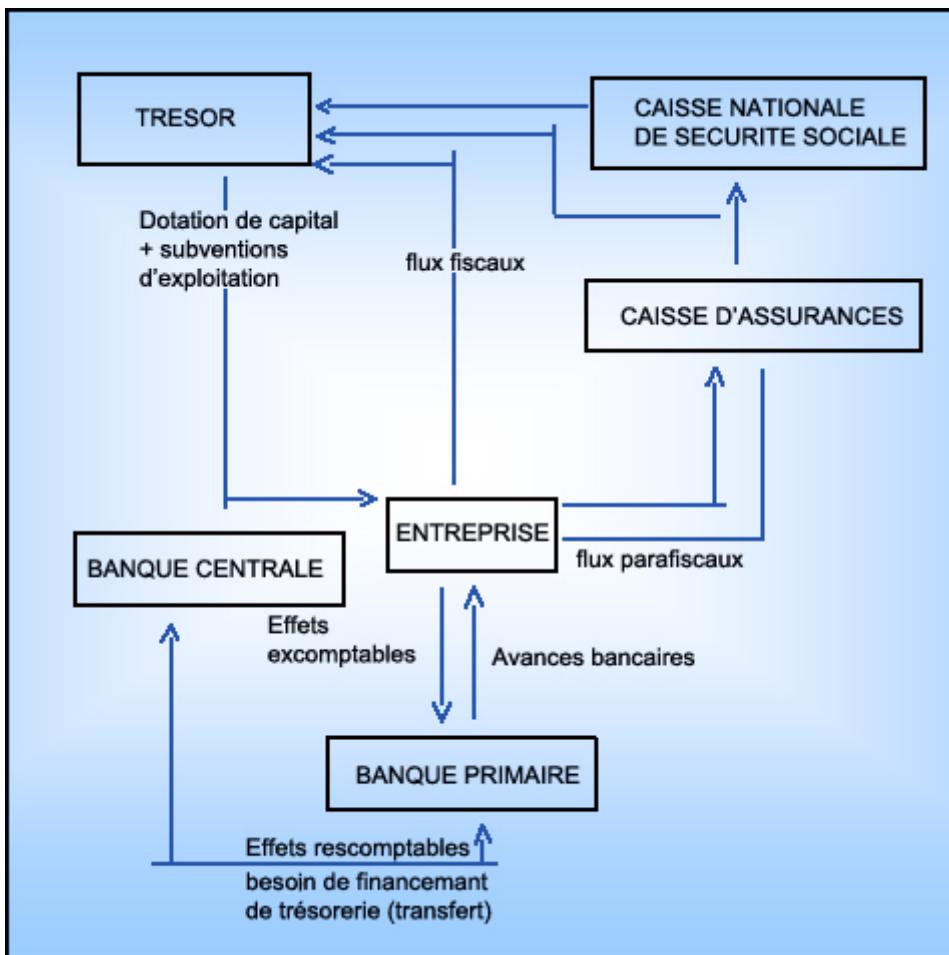 TRESOR
CAISSE NATIONALE
DE SECURITE SOCIALE
Dotation de capital
+ subventions
d'exploitation
flux fiscaux
CAISSE D'ASSURANCES
ENTREPRISE
flux parafiscaux
BANQUE CENTRALE
Effets
excomptables
Avances bancaires
BANQUE PRIMAIRE
Effets rescomptables
besoin de financemant
de trésorerie (transfert)